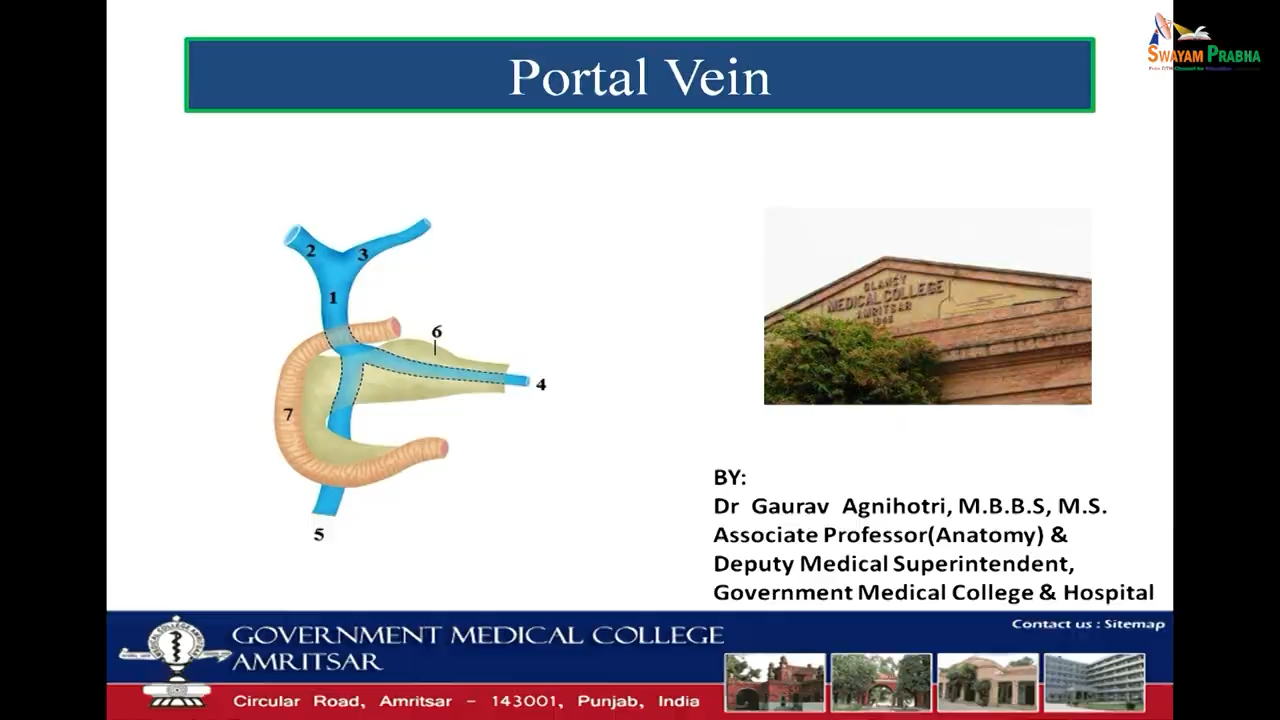 SWAYAM PRABHA
Portal Vein
2
3
1
6
4
7
5
GLANCY
MEDICAL COLLEGE
AMRITSAR
BY:
Dr Gaurav Agnihotri, M.B.B.S, M.S.
Associate Professor(Anatomy) &
Deputy Medical Superintendent,
Government Medical College & Hospital
Contact us : Sitemap
GOVERNMENT MEDICAL COLLEGE
AMRITSAR
Circular Road, Amritsar - 143001, Punjab, India